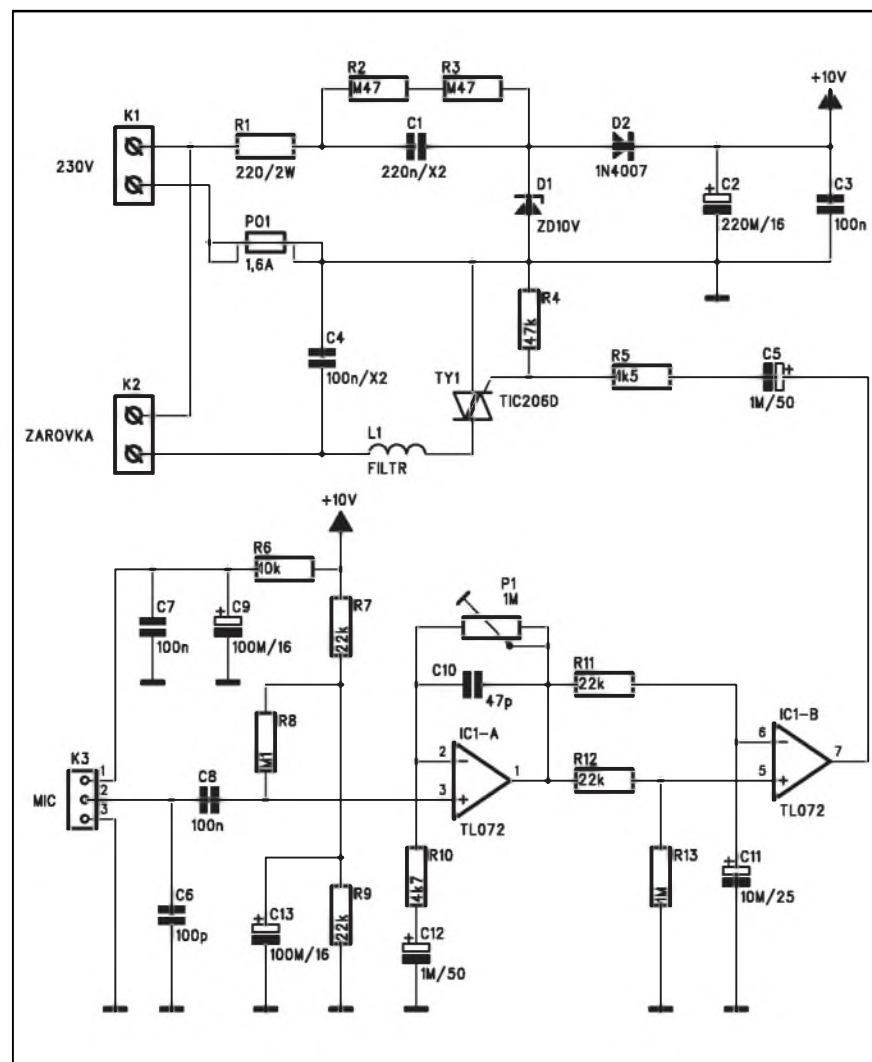 R2
M47
R3
M47
K1
230V
R1
220/2W
C1
220n/X2
D2
1N4007
+10V
D1
ZD10V
+
C2
220M/16
C3
100n
PO1
1,6A
R4
47k
C4
100n/X2
K2
ZAROVKA
L1
FILTR
TY1
TIC206D
R5
1k5
C5
+
1M/50
+10V
R6
10k
C7
100n
+
C9
100M/16
R7
22k
P1
1M
C10
47p
R11
22k
R8
M1
IC1-A
2
−
3
+
1
TL072
R12
22k
IC1-B
6
−
5
+
7
TL072
K3
MIC
1
2
3
C8
100n
C6
100p
+
C13
100M/16
R9
22k
R10
4k7
+
C12
1M/50
R13
1M
+
C11
10M/25